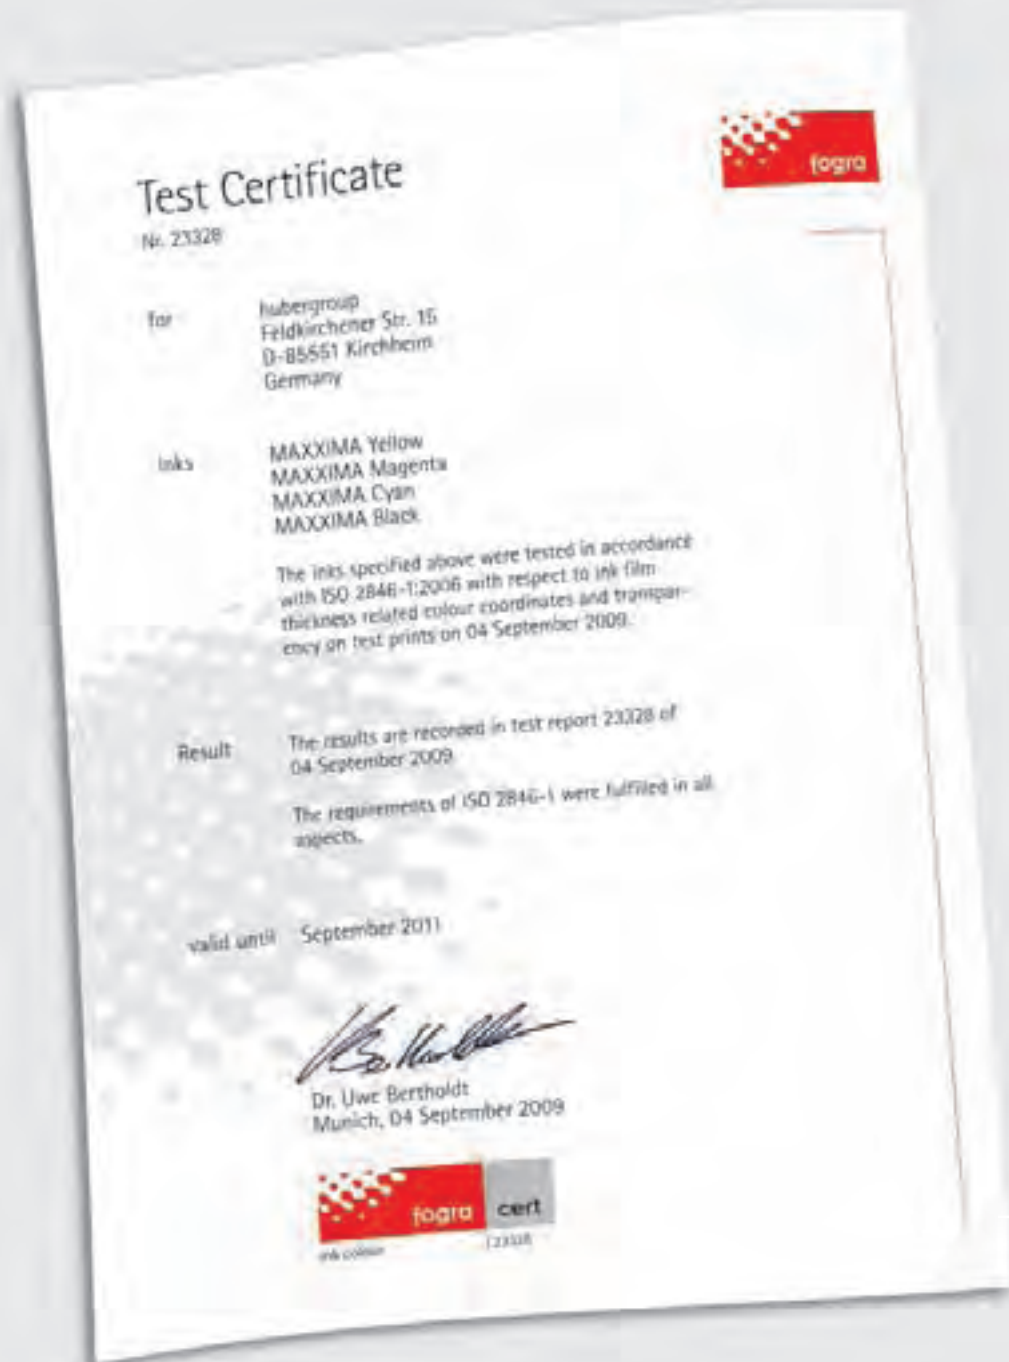 fogra
Test Certificate
Nr. 23328
for
hubergroup
Feldkirchener Str. 15
D-85551 Kirchheim
Germany
Inks
MAXXIMA Yellow
MAXXIMA Magenta
MAXXIMA Cyan
MAXXIMA Black
The inks specified above were tested in accordance
with ISO 2846-1:2006 with respect to ink film
thickness related colour coordinates and transpar-
ency on test prints on 04 September 2009.
Result
The results are recorded in test report 23328 of
04 September 2009
The requirements of ISO 2846-1 were fulfilled in all
aspects.
valid until September 2011
Dr. Uwe Bertholdt
Munich, 04 September 2009
fogra cert
ink colour 23328